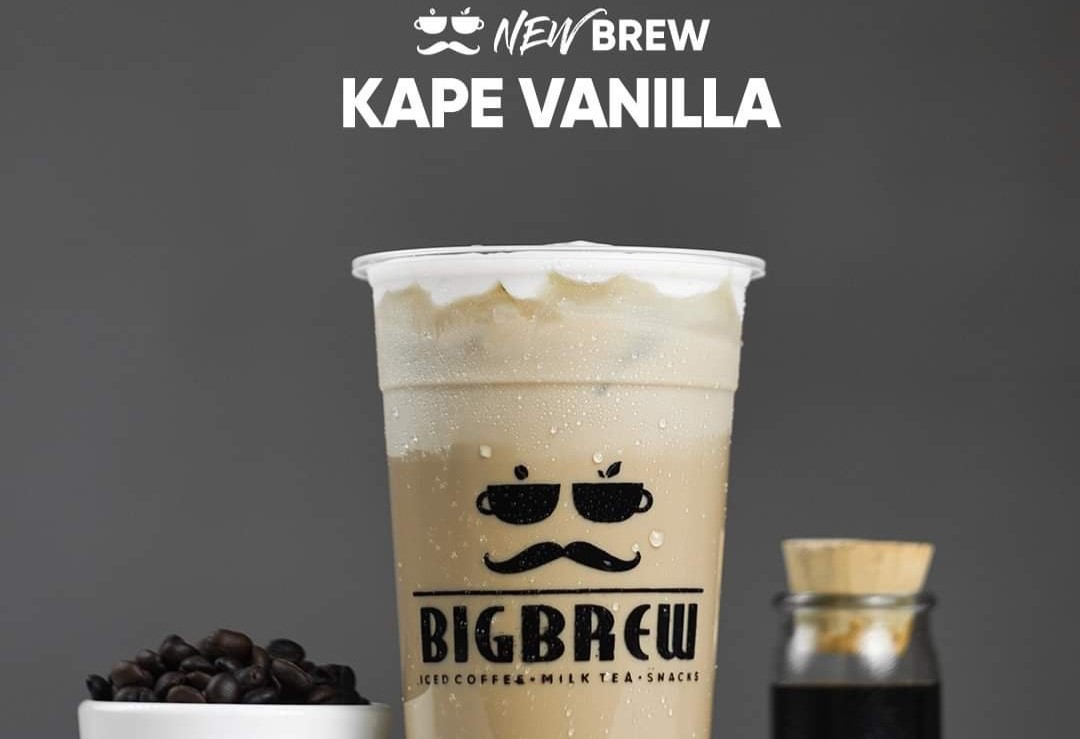 NEW BREW
KAPE VANILLA
BIGBREW
ICED COFFEE • MILK TEA • SNACKS